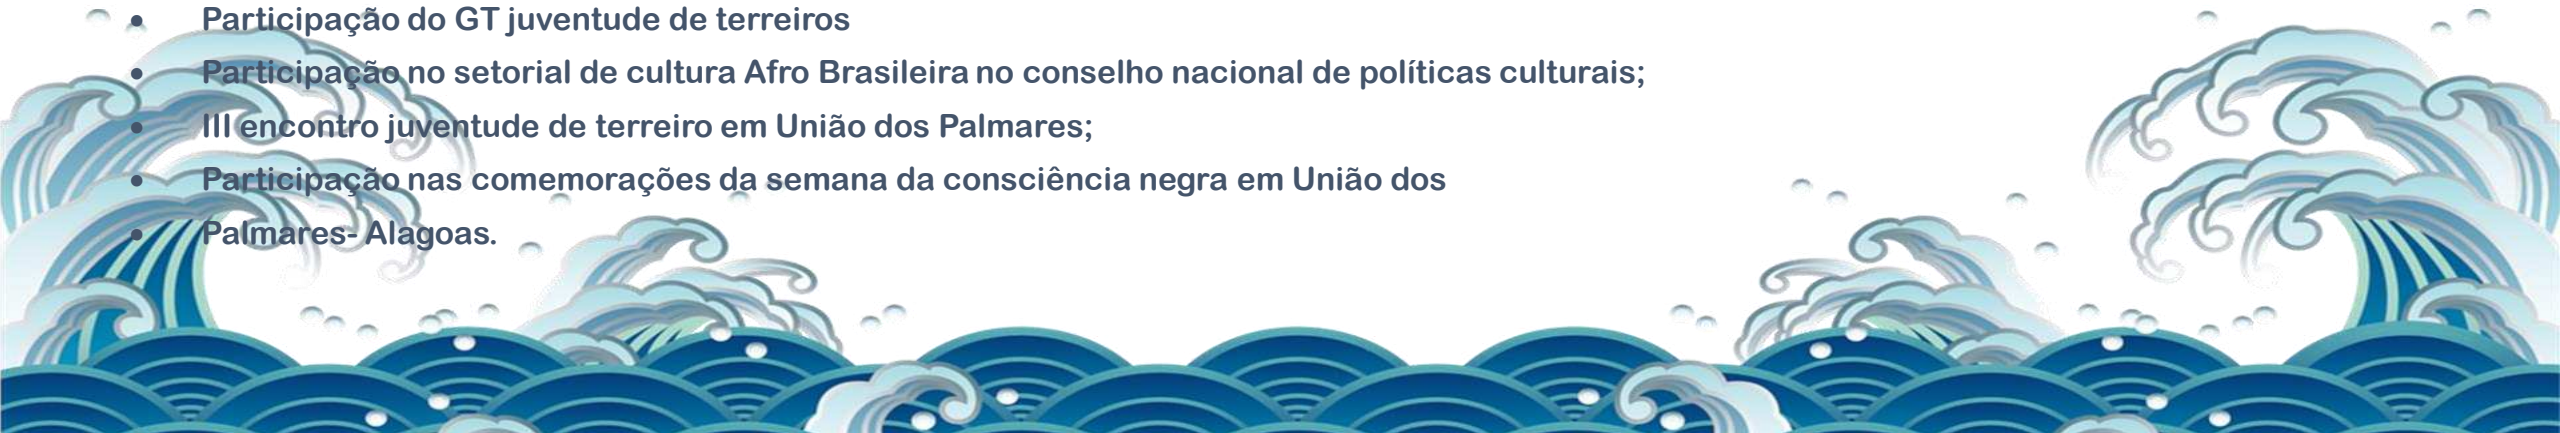 • Participação do GT juventude de terreiros
• Participação no setorial de cultura Afro Brasileira no conselho nacional de políticas culturais;
• III encontro juventude de terreiro em União dos Palmares;
• Participação nas comemorações da semana da consciência negra em União dos
• Palmares- Alagoas.